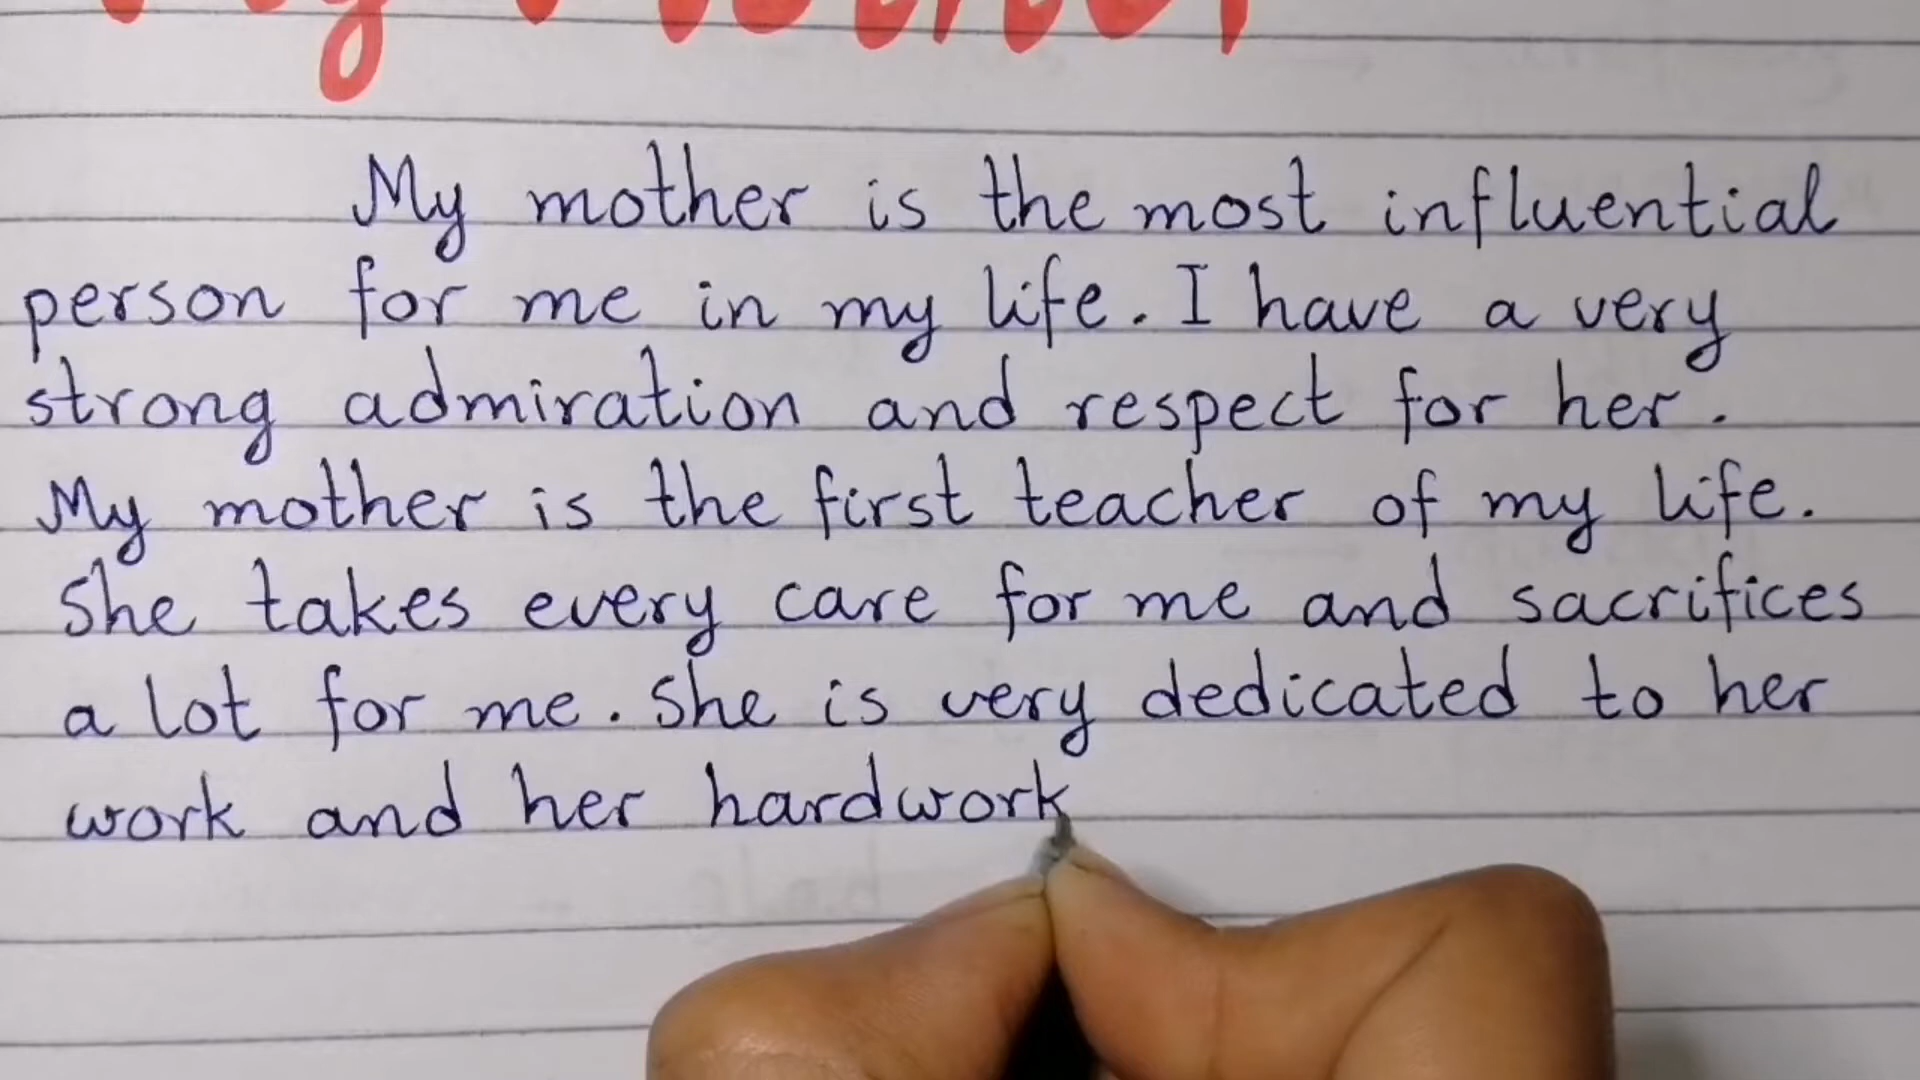 My Mother
My mother is the most influential
person for me in my life. I have a very
strong admiration and respect for her.
My mother is the first teacher of my life.
She takes every care for me and sacrifices
a lot for me. She is very dedicated to her
work and her hardwork